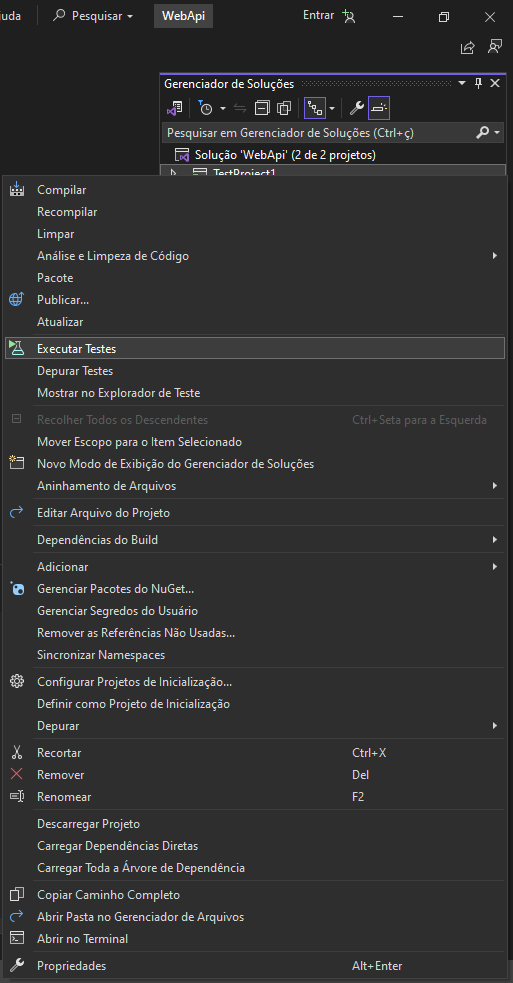 juda Pesquisar WebApi Entrar
Gerenciador de Soluções
Pesquisar em Gerenciador de Soluções (Ctrl+ç)
Solução 'WebApi' (2 de 2 projetos)
TestProject1
Compilar
Recompilar
Limpar
Análise e Limpeza de Código
Pacote
Publicar...
Atualizar
Executar Testes
Depurar Testes
Mostrar no Explorador de Teste
Recolher Todos os Descendentes Ctrl+Seta para a Esquerda
Mover Escopo para o Item Selecionado
Novo Modo de Exibição do Gerenciador de Soluções
Aninhamento de Arquivos
Editar Arquivo do Projeto
Dependências do Build
Adicionar
Gerenciar Pacotes do NuGet...
Gerenciar Segredos do Usuário
Remover as Referências Não Usadas...
Sincronizar Namespaces
Configurar Projetos de Inicialização...
Definir como Projeto de Inicialização
Depurar
Recortar Ctrl+X
Remover Del
Renomear F2
Descarregar Projeto
Carregar Dependências Diretas
Carregar Toda a Árvore de Dependência
Copiar Caminho Completo
Abrir Pasta no Gerenciador de Arquivos
Abrir no Terminal
Propriedades Alt+Enter